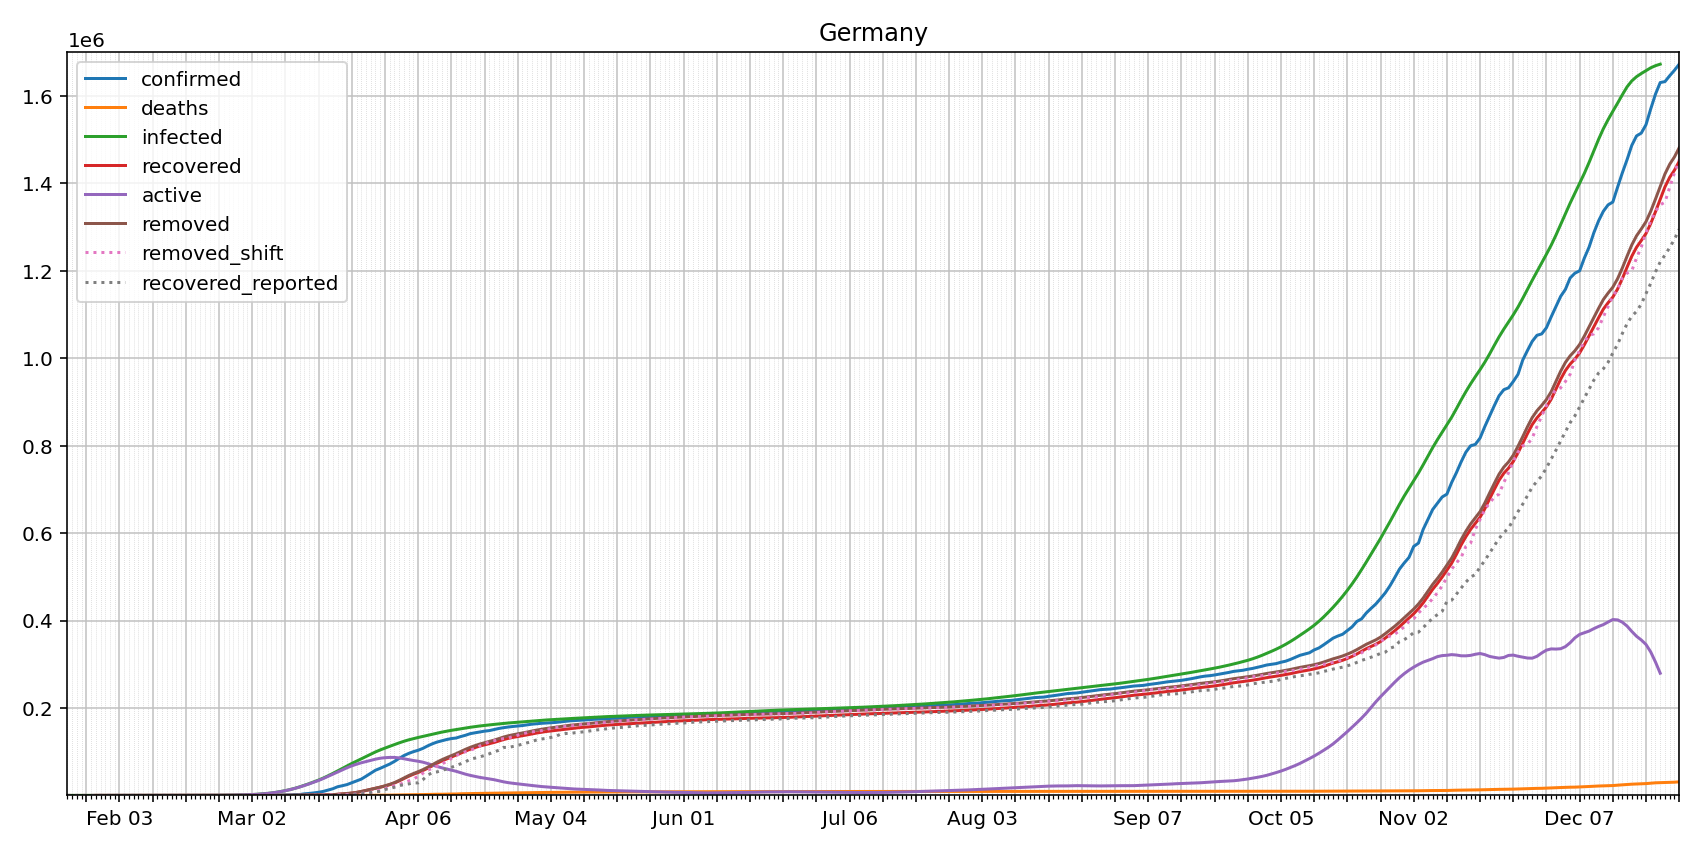 Germany
1e6
confirmed
deaths
infected
recovered
active
removed
removed_shift
recovered_reported
1.6
1.4
1.2
1.0
0.8
0.6
0.4
0.2
Feb 03 Mar 02 Apr 06 May 04 Jun 01 Jul 06 Aug 03 Sep 07 Oct 05 Nov 02 Dec 07